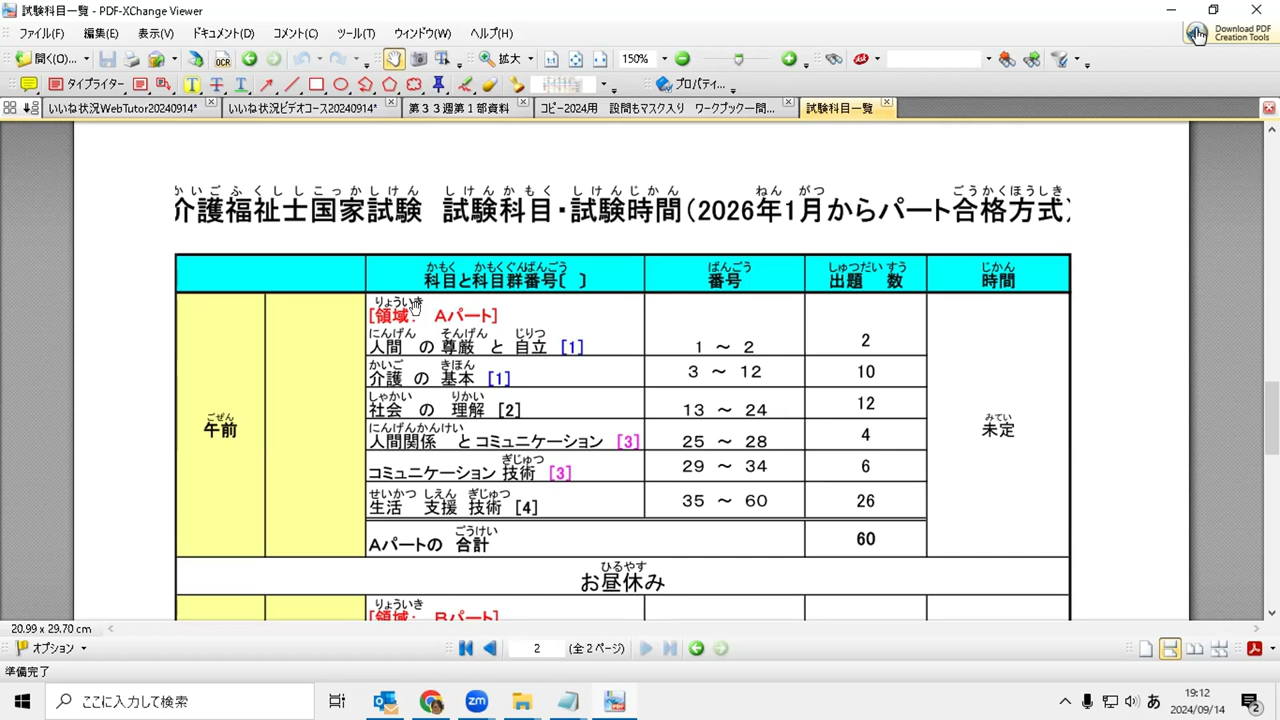 試験科目一覧 - PDF-XChange Viewer
ファイル(F) 編集(E) 表示(V) ドキュメント(D) コメント(C) ツール(T) ウィンドウ(W) ヘルプ(H)
Download PDF
Creation Tools
開く(O)... OCR 拡大 150%
タイプライター プロパティ...
いいね状況WebTutor20240914* いいね状況ビデオコース20240914* 第３３週第１部資料 コピー2024用 設問もマスク入り ワークブック一問... 試験科目一覧
かいごふくししこっかしけん しけんかもく しけんじかん ねん がつ ごうかくほうしき
介護福祉士国家試験 試験科目・試験時間（2026年1月からパート合格方式）
かもく かもくぐんばんごう ばんごう しゅつだい すう じかん
科目と科目群番号〔 〕 番号 出題 数 時間
りょういき
[領域： Aパート]
にんげん そんげん じりつ
人間 の 尊厳 と 自立 [1] 1 ～ 2 2
かいご きほん
介護 の 基本 [1] 3 ～ 12 10
しゃかい りかい
社会 の 理解 [2] 13 ～ 24 12
ごぜん みてい
午前 未定
にんげんかんけい
人間関係 とコミュニケーション [3] 25 ～ 28 4
ぎじゅつ
コミュニケーション 技術 [3] 29 ～ 34 6
せいかつ しえん ぎじゅつ
生活 支援 技術 [4] 35 ～ 60 26
ごうけい
Aパートの 合計 60
ひるやす
お昼休み
りょういき
[領域： Bパート]
20.99 x 29.70 cm
オプション 2 (全 2 ページ)
準備完了
ここに入力して検索 zm あ 19:12
2024/09/14 2